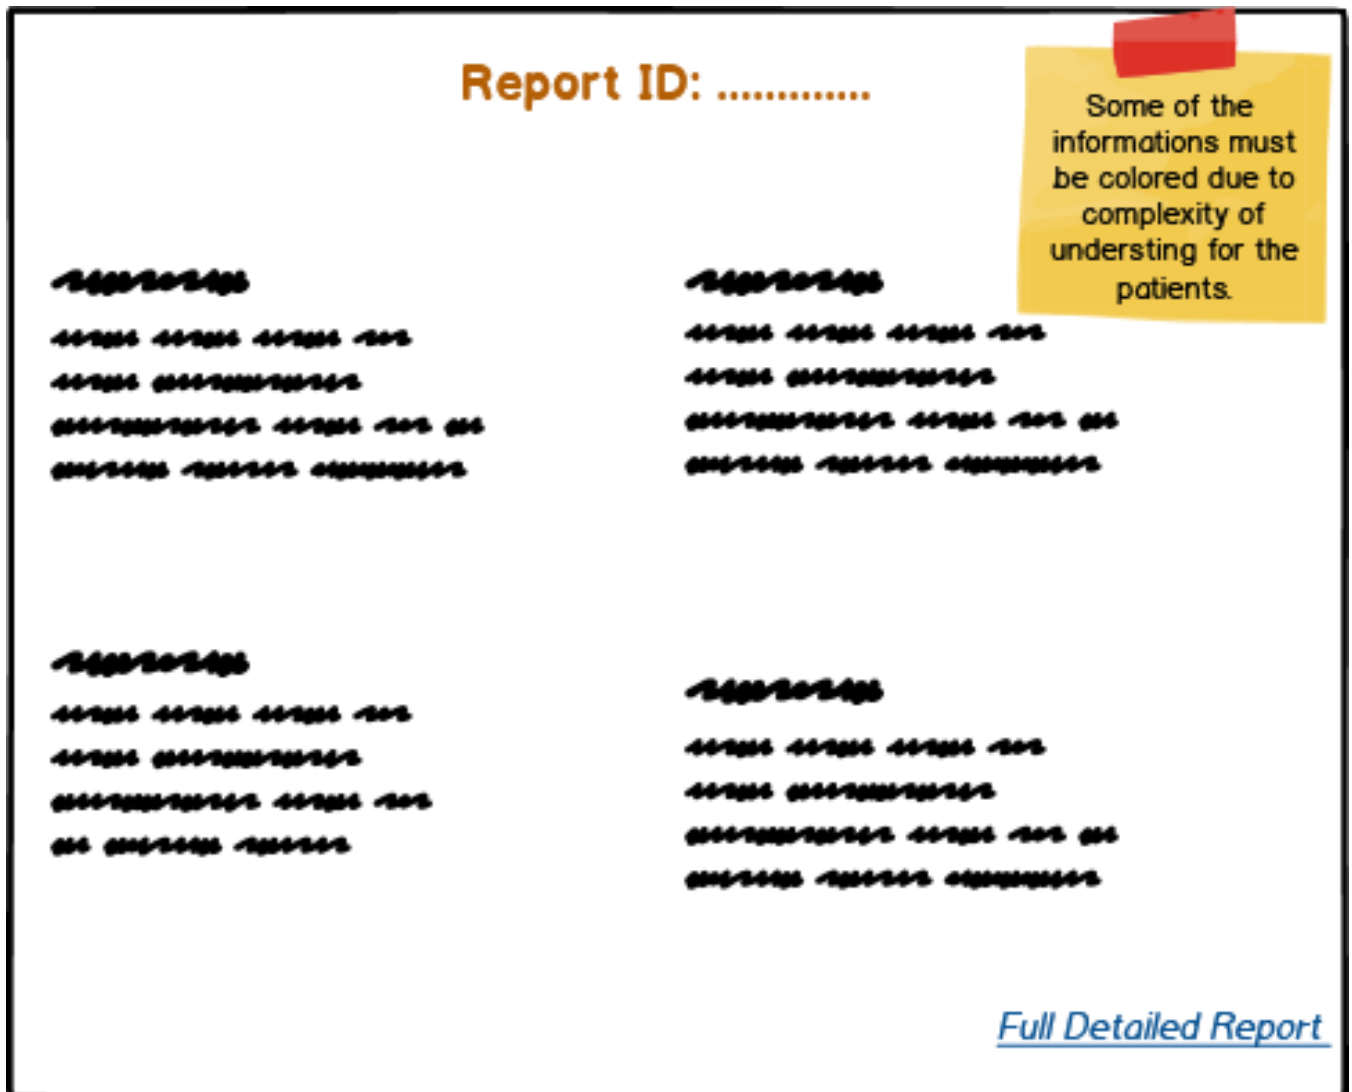 Report ID: .............
Some of the
informations must
be colored due to
complexity of
understing for the
patients.
Full Detailed Report